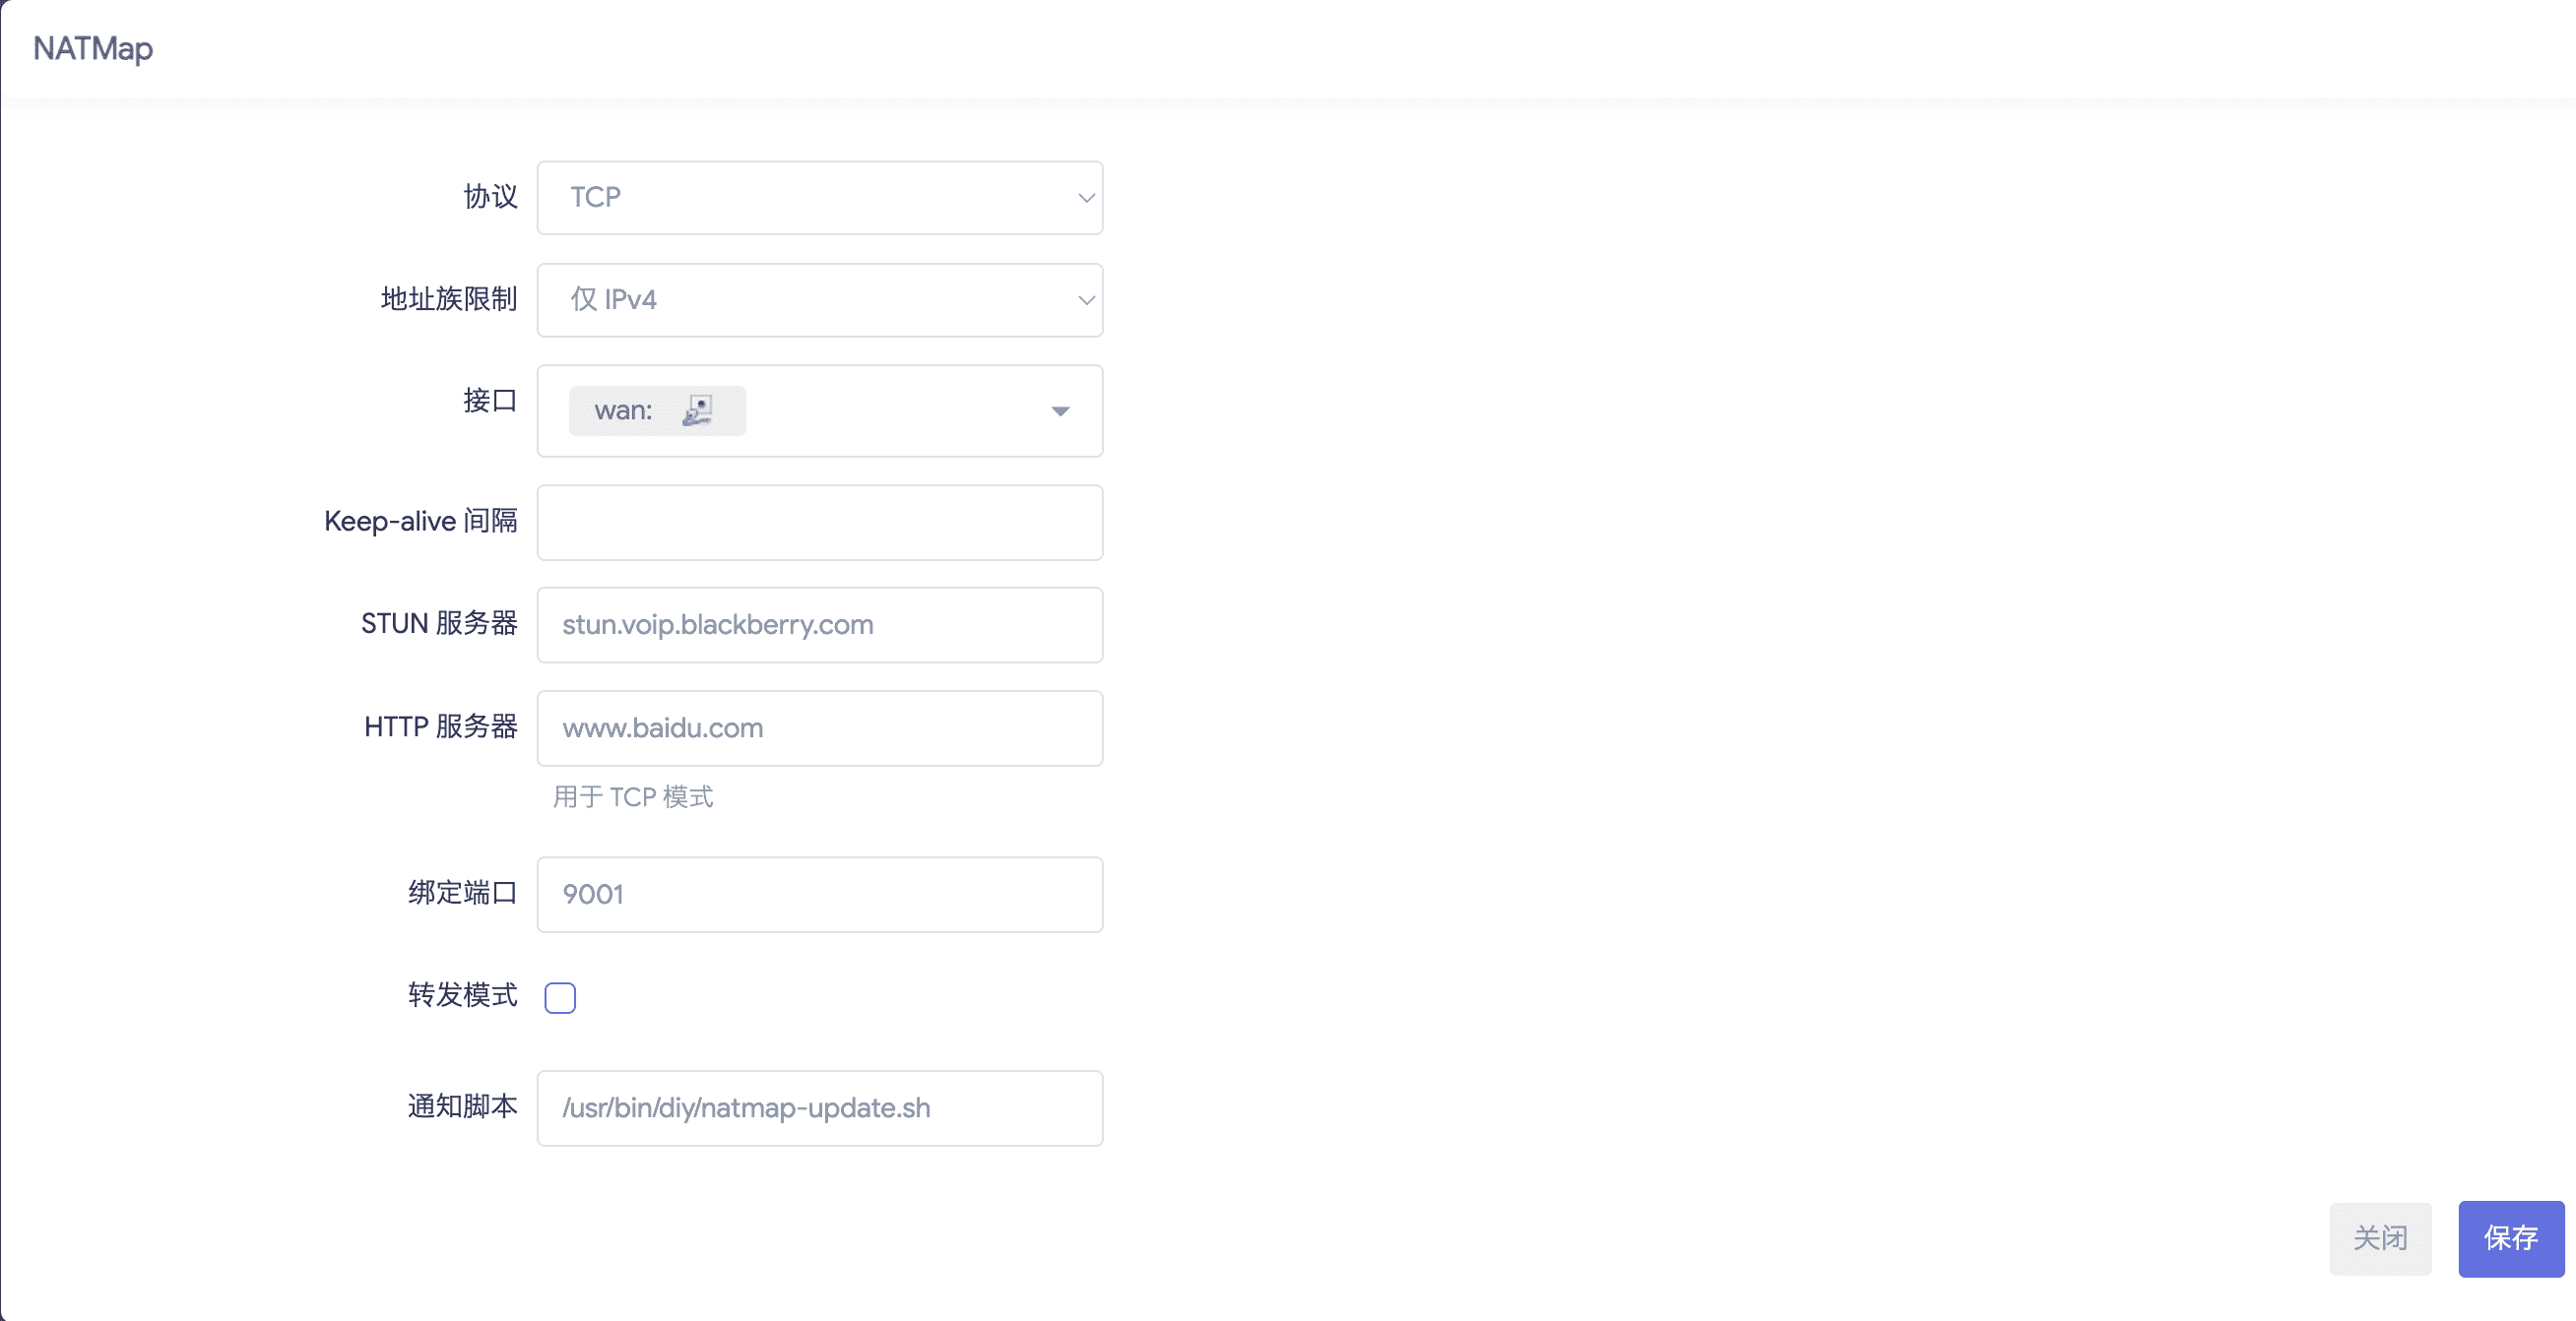 NATMap
协议 TCP
地址族限制 仅 IPv4
接口 wan:
Keep-alive 间隔
STUN 服务器 stun.voip.blackberry.com
HTTP 服务器 www.baidu.com
用于 TCP 模式
绑定端口 9001
转发模式
通知脚本 /usr/bin/diy/natmap-update.sh
关闭 保存